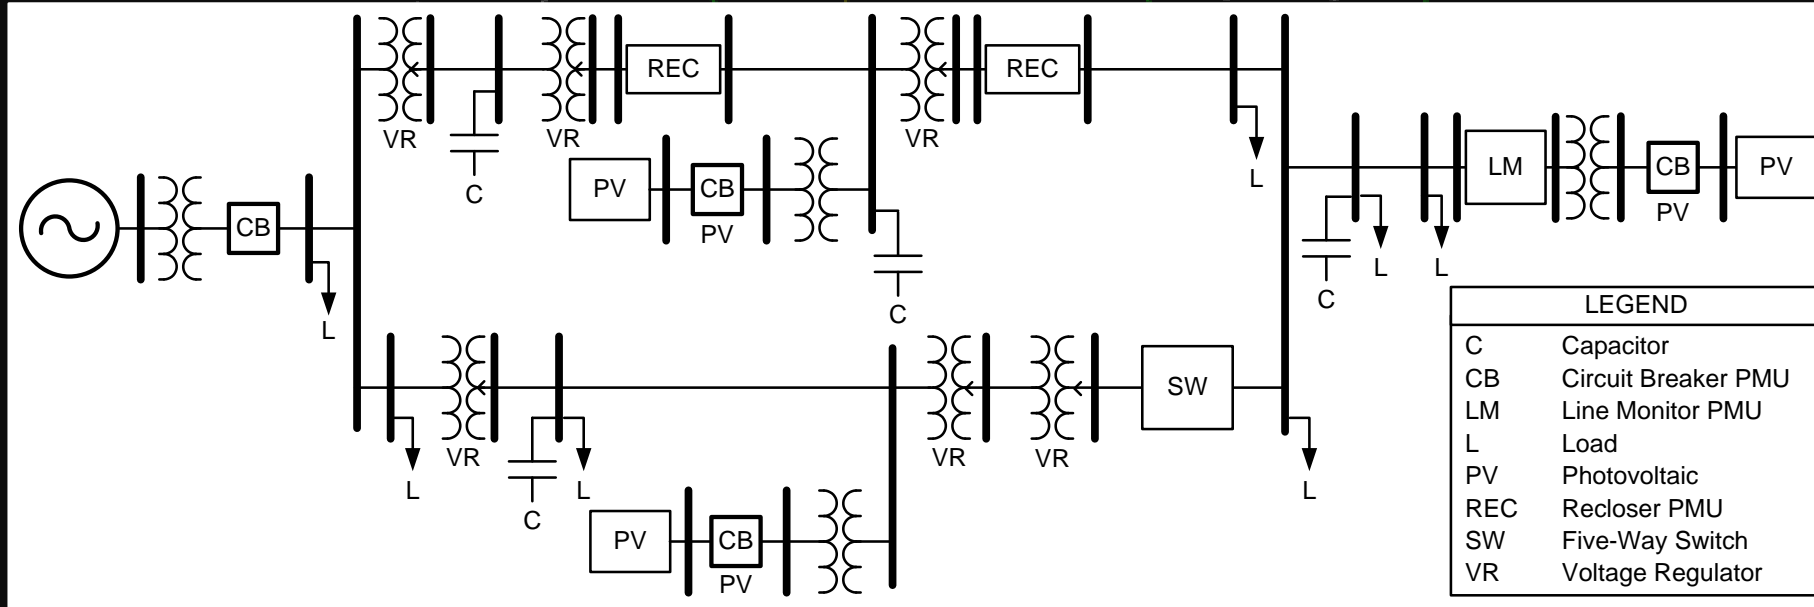 REC
REC
VR
VR
VR
C
PV
CB
PV
L
LM
CB
PV
PV
CB
L
C
L
L
C
C
LEGEND
C Capacitor
CB Circuit Breaker PMU
LM Line Monitor PMU
L Load
PV Photovoltaic
REC Recloser PMU
SW Five-Way Switch
VR Voltage Regulator
SW
VR
VR
VR
L
C
L
L
PV
CB
PV